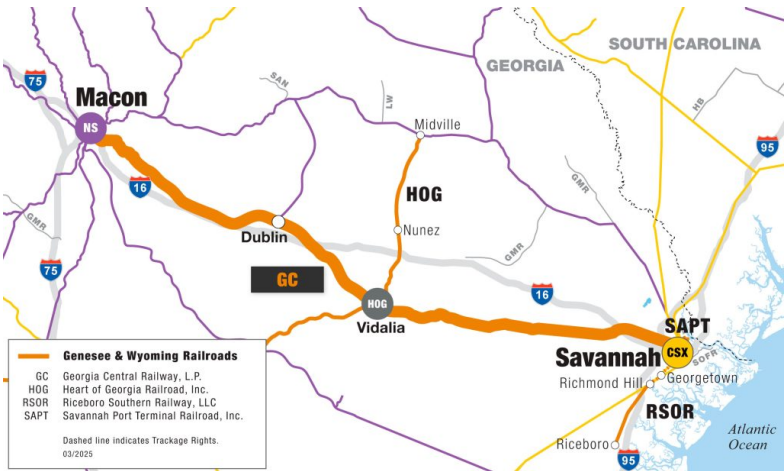 SOUTH CAROLINA
GEORGIA
75
Macon
NS
SAN
LW
HB
Midville
95
16
HOG
GMR
GMR
Nunez
Dublin
GMR
75
GC
16
HOG
Vidalia
SAPT
Savannah
CSX
SOFR
Richmond Hill
Georgetown
RSOR
Riceboro
95
Atlantic
Ocean
Genesee & Wyoming Railroads
GC Georgia Central Railway, L.P.
HOG Heart of Georgia Railroad, Inc.
RSOR Riceboro Southern Railway, LLC
SAPT Savannah Port Terminal Railroad, Inc.
Dashed line indicates Trackage Rights.
03/2025